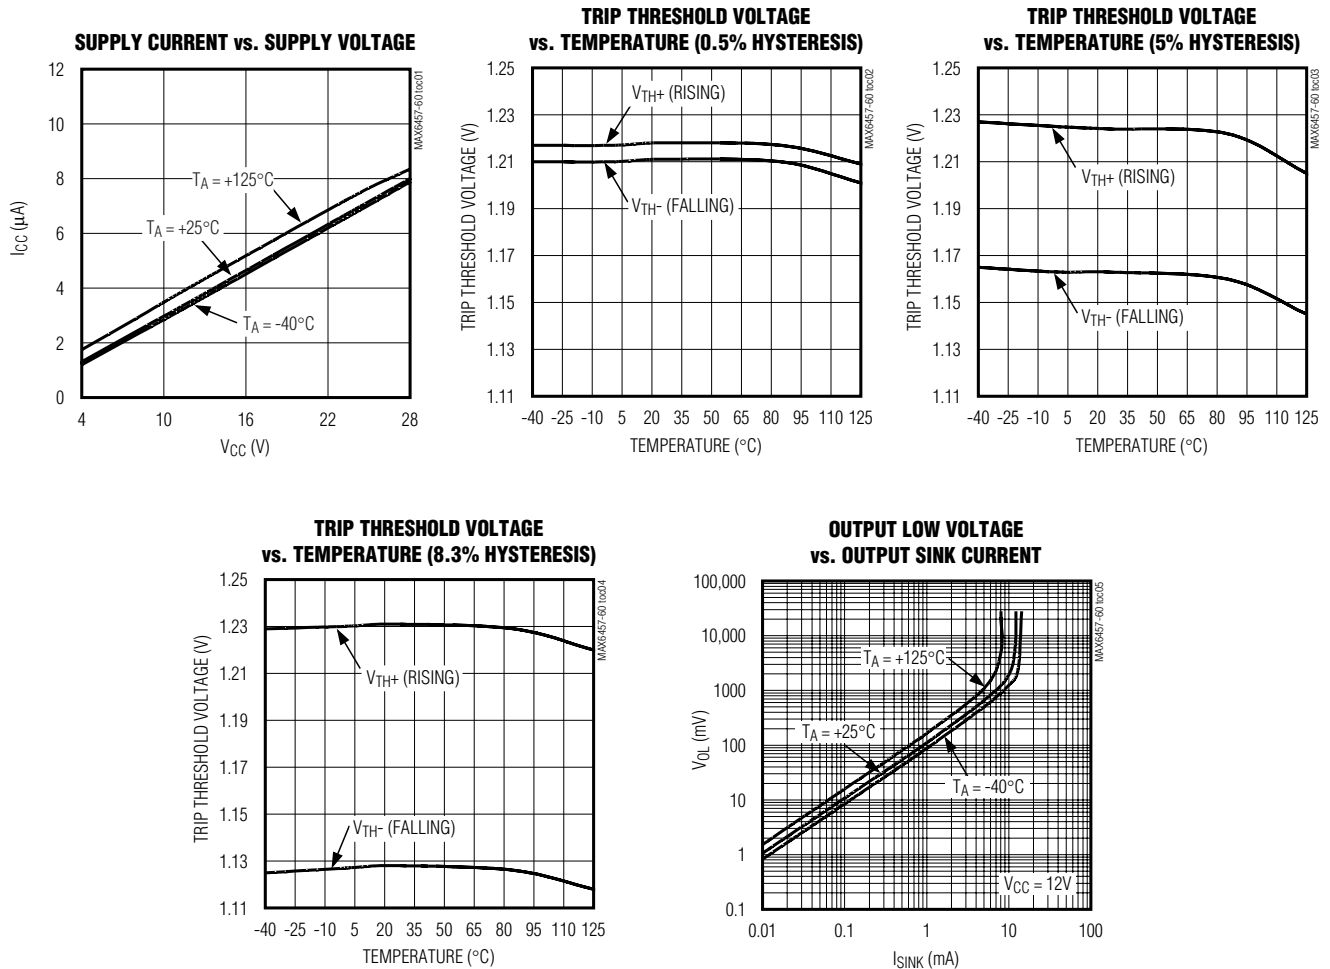 SUPPLY CURRENT vs. SUPPLY VOLTAGE
12
10
8
6
4
2
0
ICC (µA)
TA = +125°C
TA = +25°C
TA = -40°C
4 10 16 22 28
VCC (V)
MAX6457-60 toc01
TRIP THRESHOLD VOLTAGE
vs. TEMPERATURE (0.5% HYSTERESIS)
1.25
1.23
1.21
1.19
1.17
1.15
1.13
1.11
TRIP THRESHOLD VOLTAGE (V)
VTH+ (RISING)
VTH- (FALLING)
-40 -25 -10 5 20 35 50 65 80 95 110 125
TEMPERATURE (°C)
MAX6457-60 toc02
TRIP THRESHOLD VOLTAGE
vs. TEMPERATURE (5% HYSTERESIS)
1.25
1.23
1.21
1.19
1.17
1.15
1.13
1.11
TRIP THRESHOLD VOLTAGE (V)
VTH+ (RISING)
VTH- (FALLING)
-40 -25 -10 5 20 35 50 65 80 95 110 125
TEMPERATURE (°C)
MAX6457-60 toc03
TRIP THRESHOLD VOLTAGE
vs. TEMPERATURE (8.3% HYSTERESIS)
1.25
1.23
1.21
1.19
1.17
1.15
1.13
1.11
TRIP THRESHOLD VOLTAGE (V)
VTH+ (RISING)
VTH- (FALLING)
-40 -25 -10 5 20 35 50 65 80 95 110 125
TEMPERATURE (°C)
MAX6457-60 toc04
OUTPUT LOW VOLTAGE
vs. OUTPUT SINK CURRENT
100,000
10,000
1000
100
10
1
0.1
VOL (mV)
TA = +125°C
TA = +25°C
TA = -40°C
VCC = 12V
0.01 0.1 1 10 100
ISINK (mA)
MAX6457-60 toc05